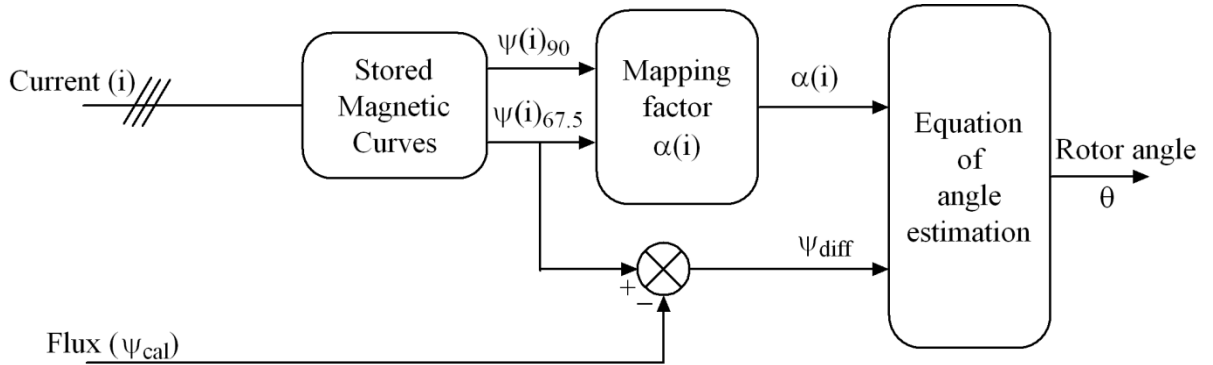 Current (i)
Stored
Magnetic
Curves
ψ(i)90
ψ(i)67.5
Mapping
factor
α(i)
α(i)
Equation
of
angle
estimation
Rotor angle
θ
ψdiff
+
−
Flux (ψcal)